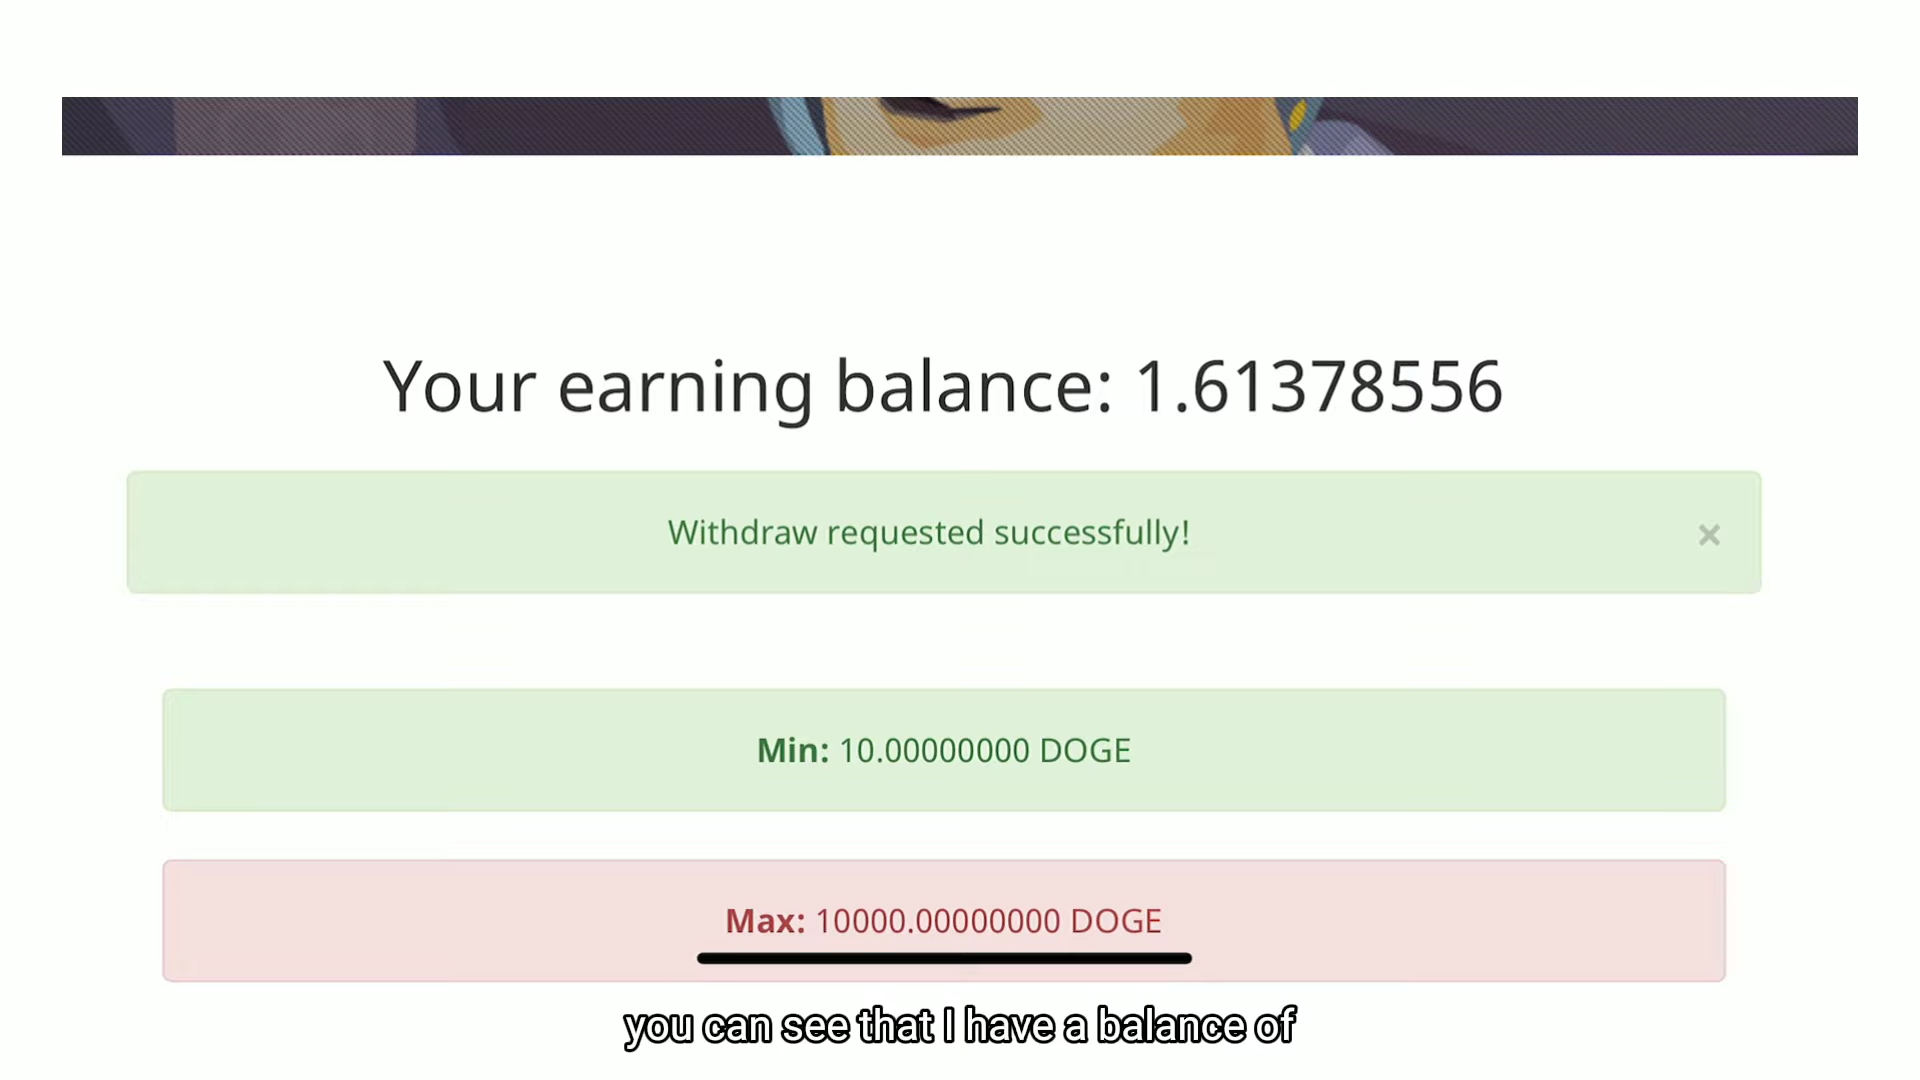 Your earning balance: 1.61378556
Withdraw requested successfully!
×
Min: 10.00000000 DOGE
Max: 10000.00000000 DOGE
you can see that I have a balance of